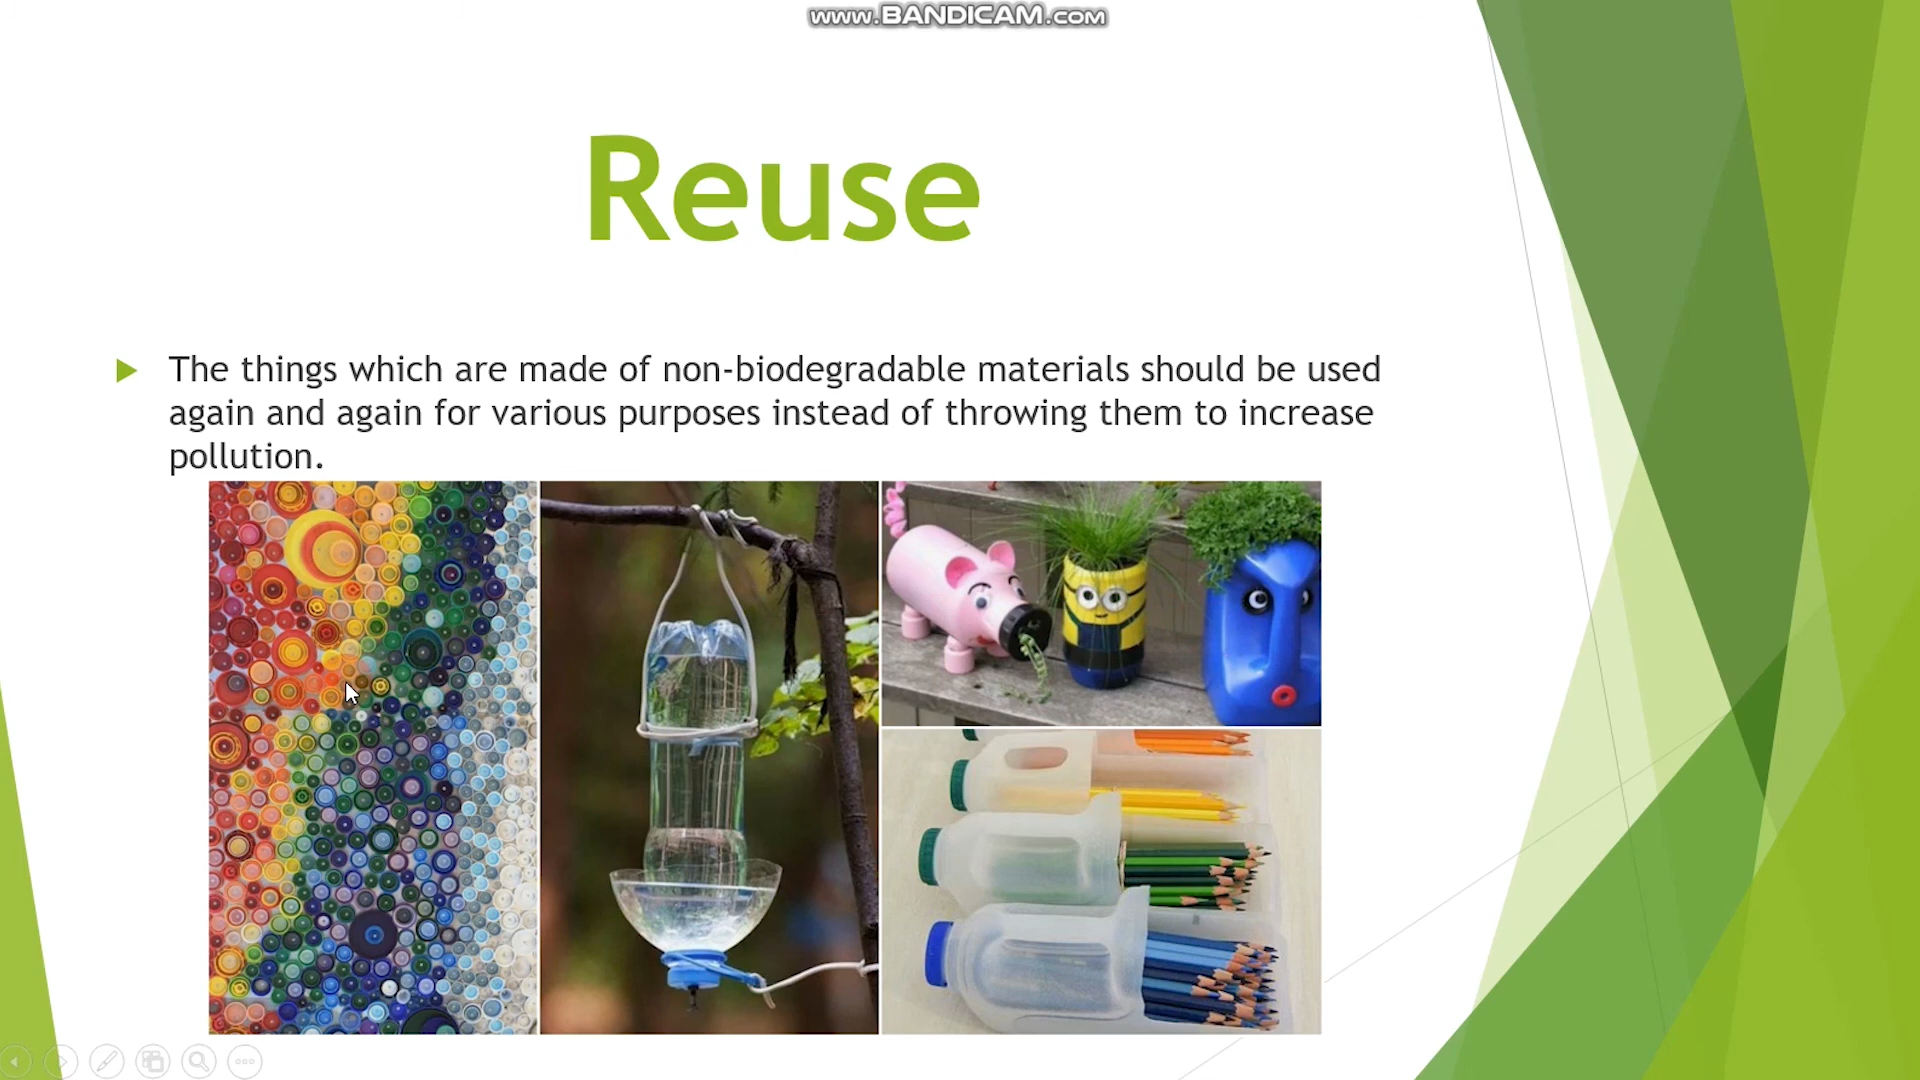 www.BANDICAM.com
Reuse
The things which are made of non-biodegradable materials should be used
again and again for various purposes instead of throwing them to increase
pollution.